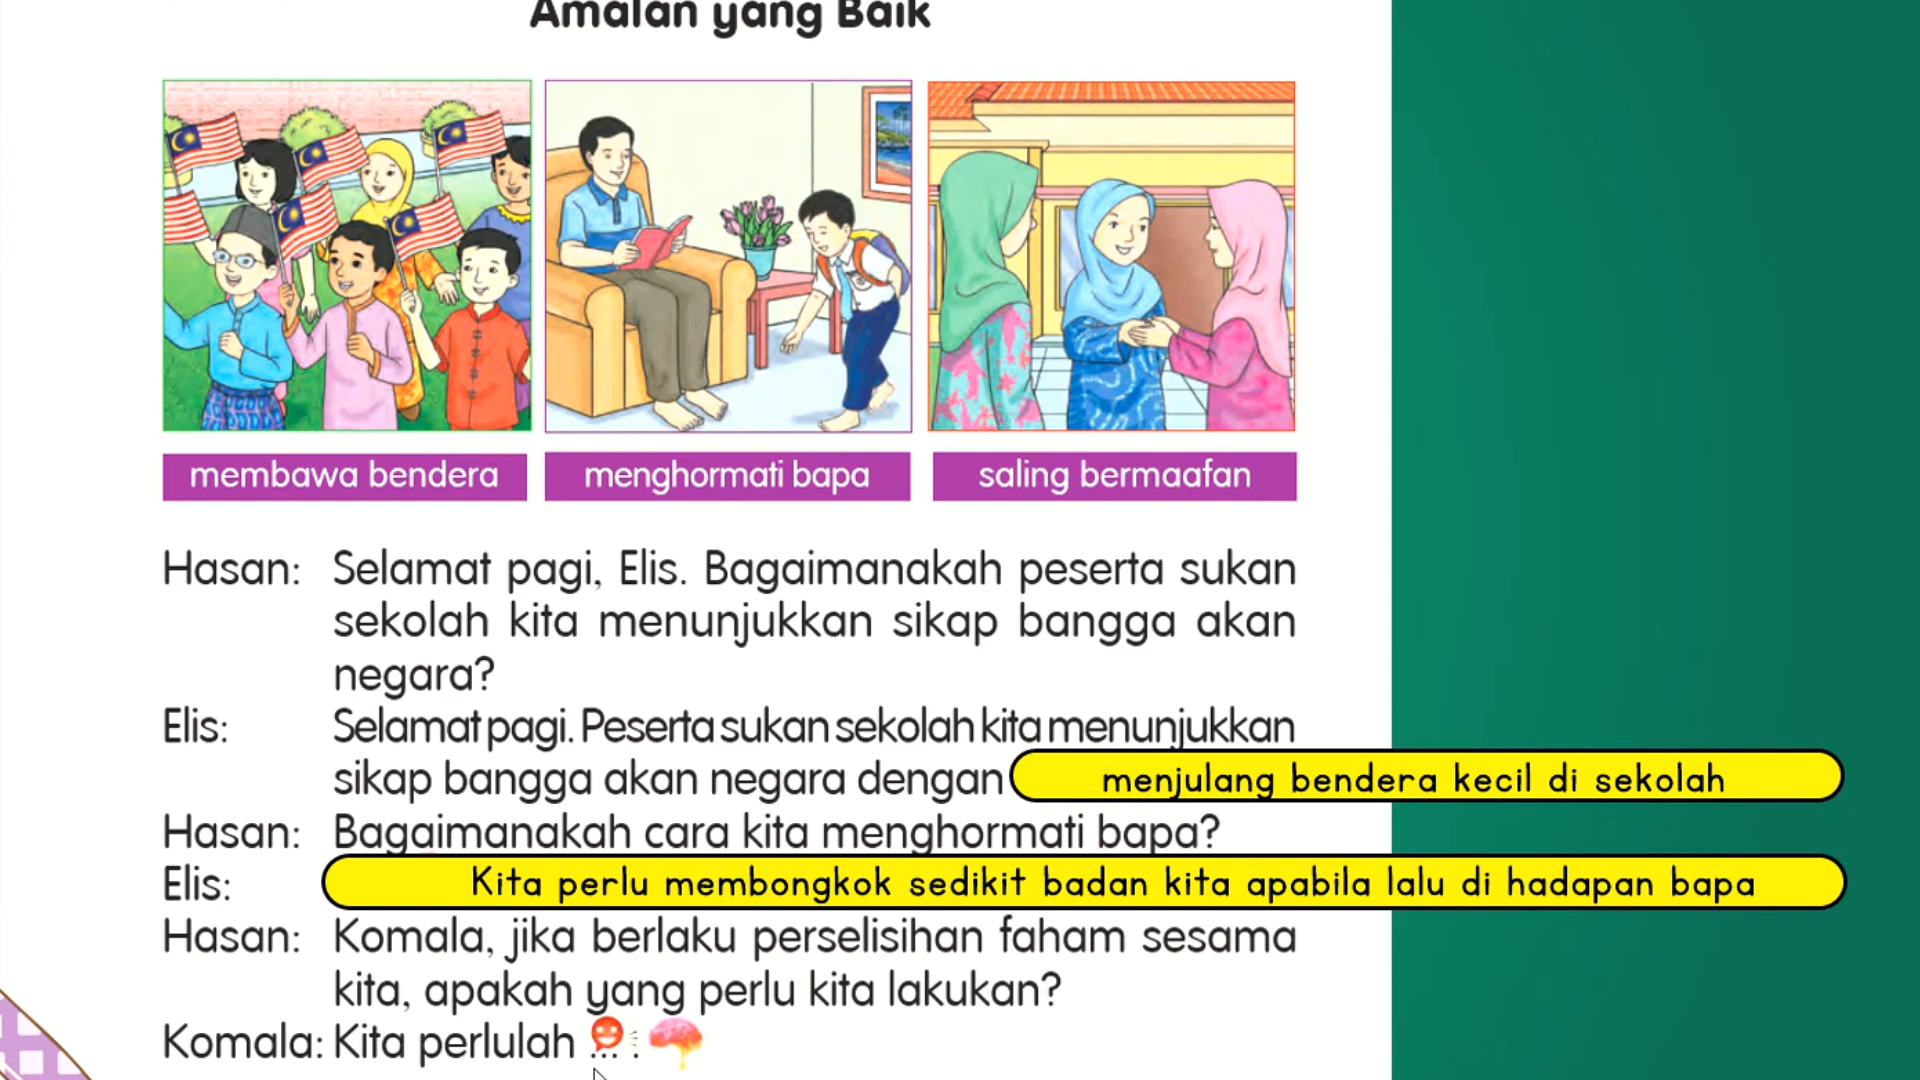 Amalan yang Baik
membawa bendera
menghormati bapa
saling bermaafan
Hasan: Selamat pagi, Elis. Bagaimanakah peserta sukan
sekolah kita menunjukkan sikap bangga akan
negara?
Elis: Selamat pagi. Peserta sukan sekolah kita menunjukkan
sikap bangga akan negara dengan menjulang bendera kecil di sekolah
Hasan: Bagaimanakah cara kita menghormati bapa?
Elis: Kita perlu membongkok sedikit badan kita apabila lalu di hadapan bapa
Hasan: Komala, jika berlaku perselisihan faham sesama
kita, apakah yang perlu kita lakukan?
Komala: Kita perlulah ... .